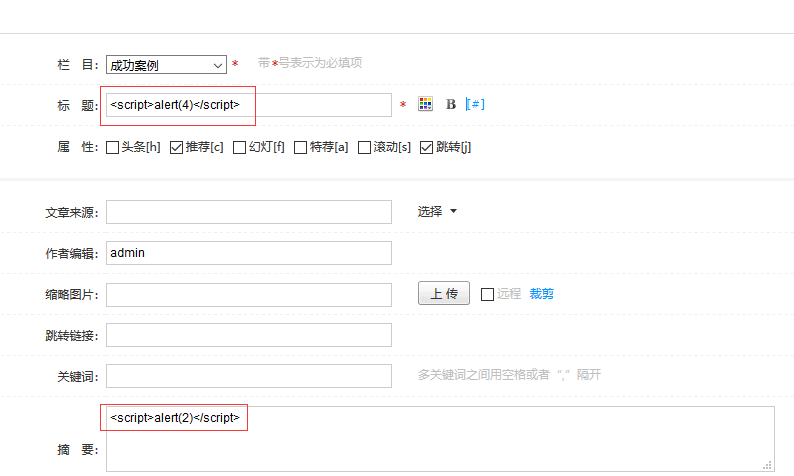 栏 目： 成功案例 * 带*号表示为必填项
标 题： <script>alert(4)</script> * B [#]
属 性： 头条[h] 推荐[c] 幻灯[f] 特荐[a] 滚动[s] 跳转[j]
文章来源： 选择
作者编辑： admin
缩略图片： 上 传 远程 裁剪
跳转链接：
关键词： 多关键词之间用空格或者“,”隔开
<script>alert(2)</script>
摘 要：